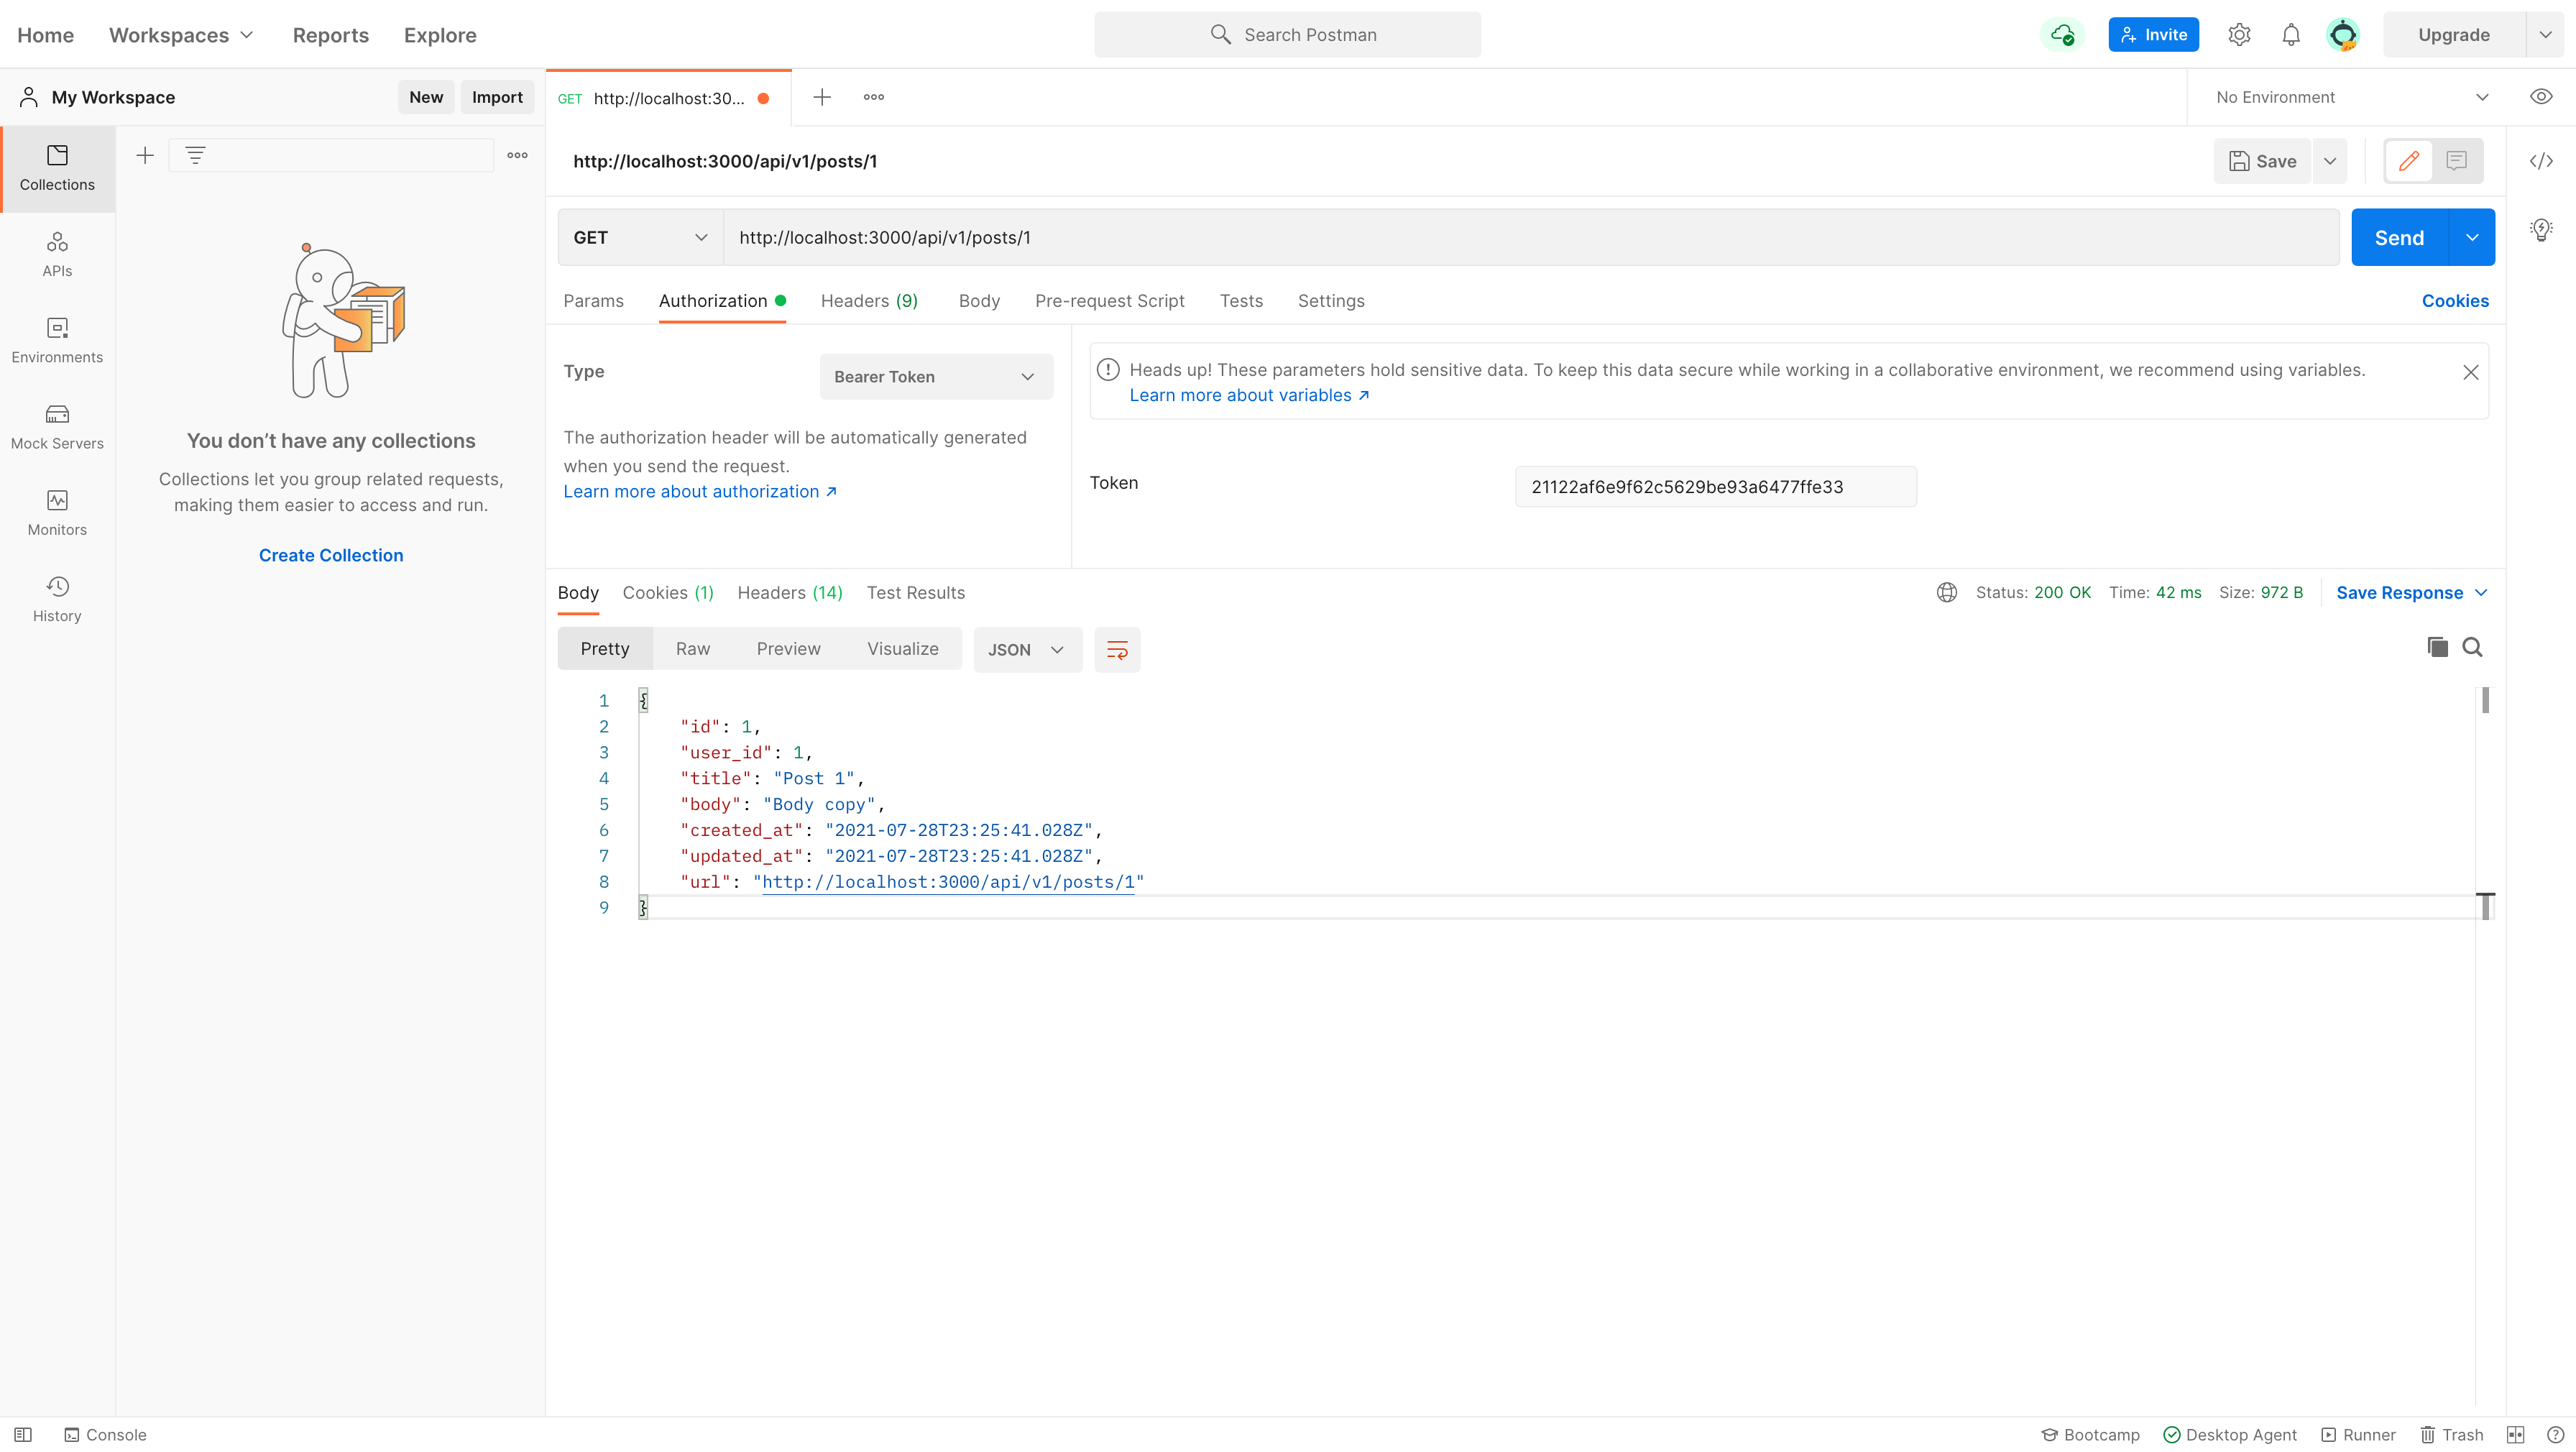 Home Workspaces Reports Explore Search Postman Invite Upgrade
My Workspace New Import GET http://localhost:30... No Environment
Collections
APIs
Environments
Mock Servers
Monitors
History
You don’t have any collections
Collections let you group related requests,
making them easier to access and run.
Create Collection
http://localhost:3000/api/v1/posts/1 Save
GET http://localhost:3000/api/v1/posts/1 Send
Params Authorization Headers (9) Body Pre-request Script Tests Settings Cookies
Type Bearer Token
The authorization header will be automatically generated
when you send the request.
Learn more about authorization ↗
Heads up! These parameters hold sensitive data. To keep this data secure while working in a collaborative environment, we recommend using variables.
Learn more about variables ↗
Token 21122af6e9f62c5629be93a6477ffe33
Body Cookies (1) Headers (14) Test Results Status: 200 OK Time: 42 ms Size: 972 B Save Response
Pretty Raw Preview Visualize JSON
1 {
2 "id": 1,
3 "user_id": 1,
4 "title": "Post 1",
5 "body": "Body copy",
6 "created_at": "2021-07-28T23:25:41.028Z",
7 "updated_at": "2021-07-28T23:25:41.028Z",
8 "url": "http://localhost:3000/api/v1/posts/1"
9 }
Console Bootcamp Desktop Agent Runner Trash